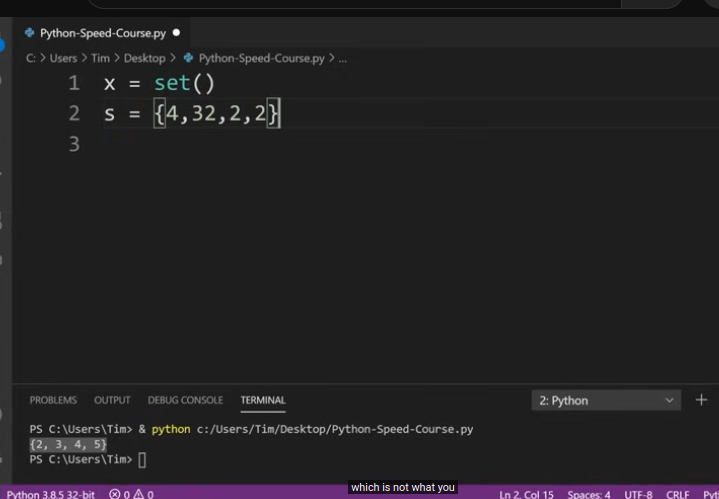 Python-Speed-Course.py ●
C: > Users > Tim > Desktop > Python-Speed-Course.py > ...
1 x = set()
2 s = {4,32,2,2}
3
PROBLEMS OUTPUT DEBUG CONSOLE TERMINAL 2: Python
PS C:\Users\Tim> & python c:/Users/Tim/Desktop/Python-Speed-Course.py
{2, 3, 4, 5}
PS C:\Users\Tim>
which is not what you
Python 3.8.5 32-bit 0 0 Ln 2, Col 15 Spaces: 4 UTF-8 CRLF Pyt